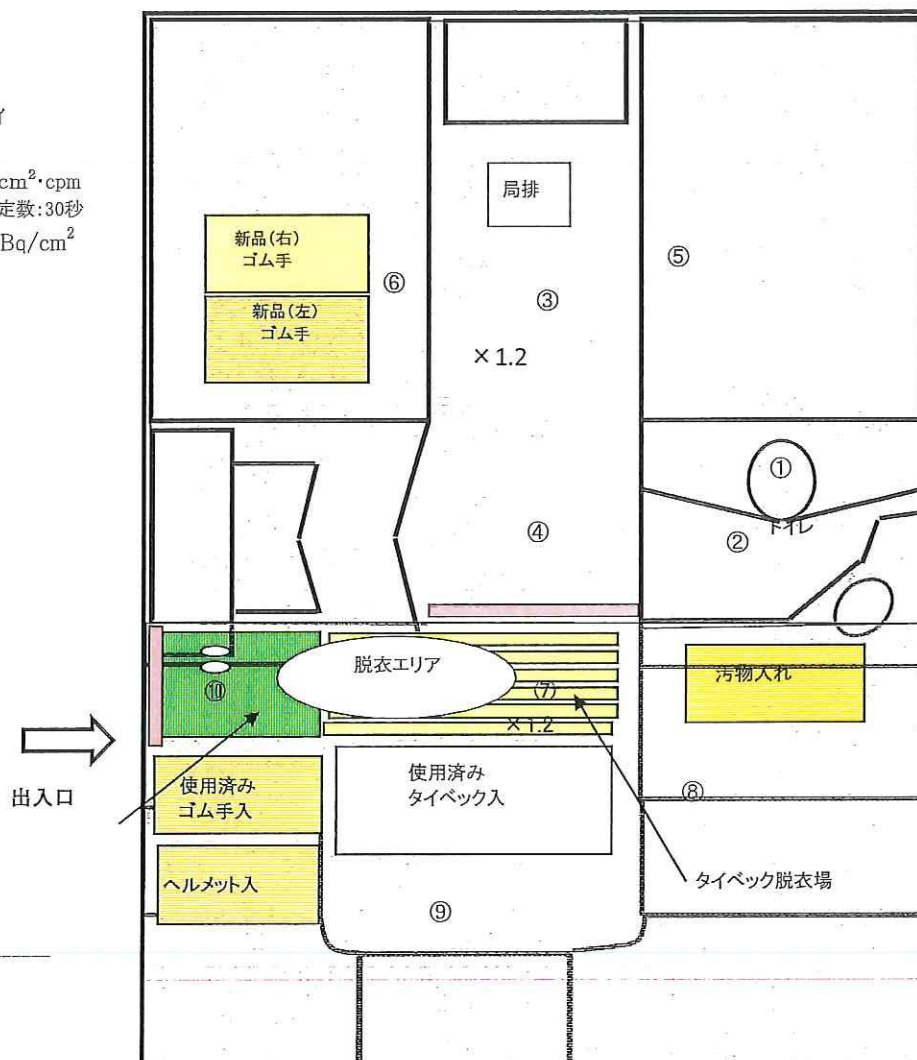 イ
cm²・cpm
定数:30秒
Bq/cm²
局排
新品(右)
ゴム手
新品(左)
ゴム手
⑥
③
⑤
×1.2
①
トイレ
②
④
脱衣エリア
⑩
(7)
×1.2
汚物入れ
出入口
使用済み
ゴム手入
使用済み
タイベック入
⑧
ヘルメット入
タイベック脱衣場
⑨